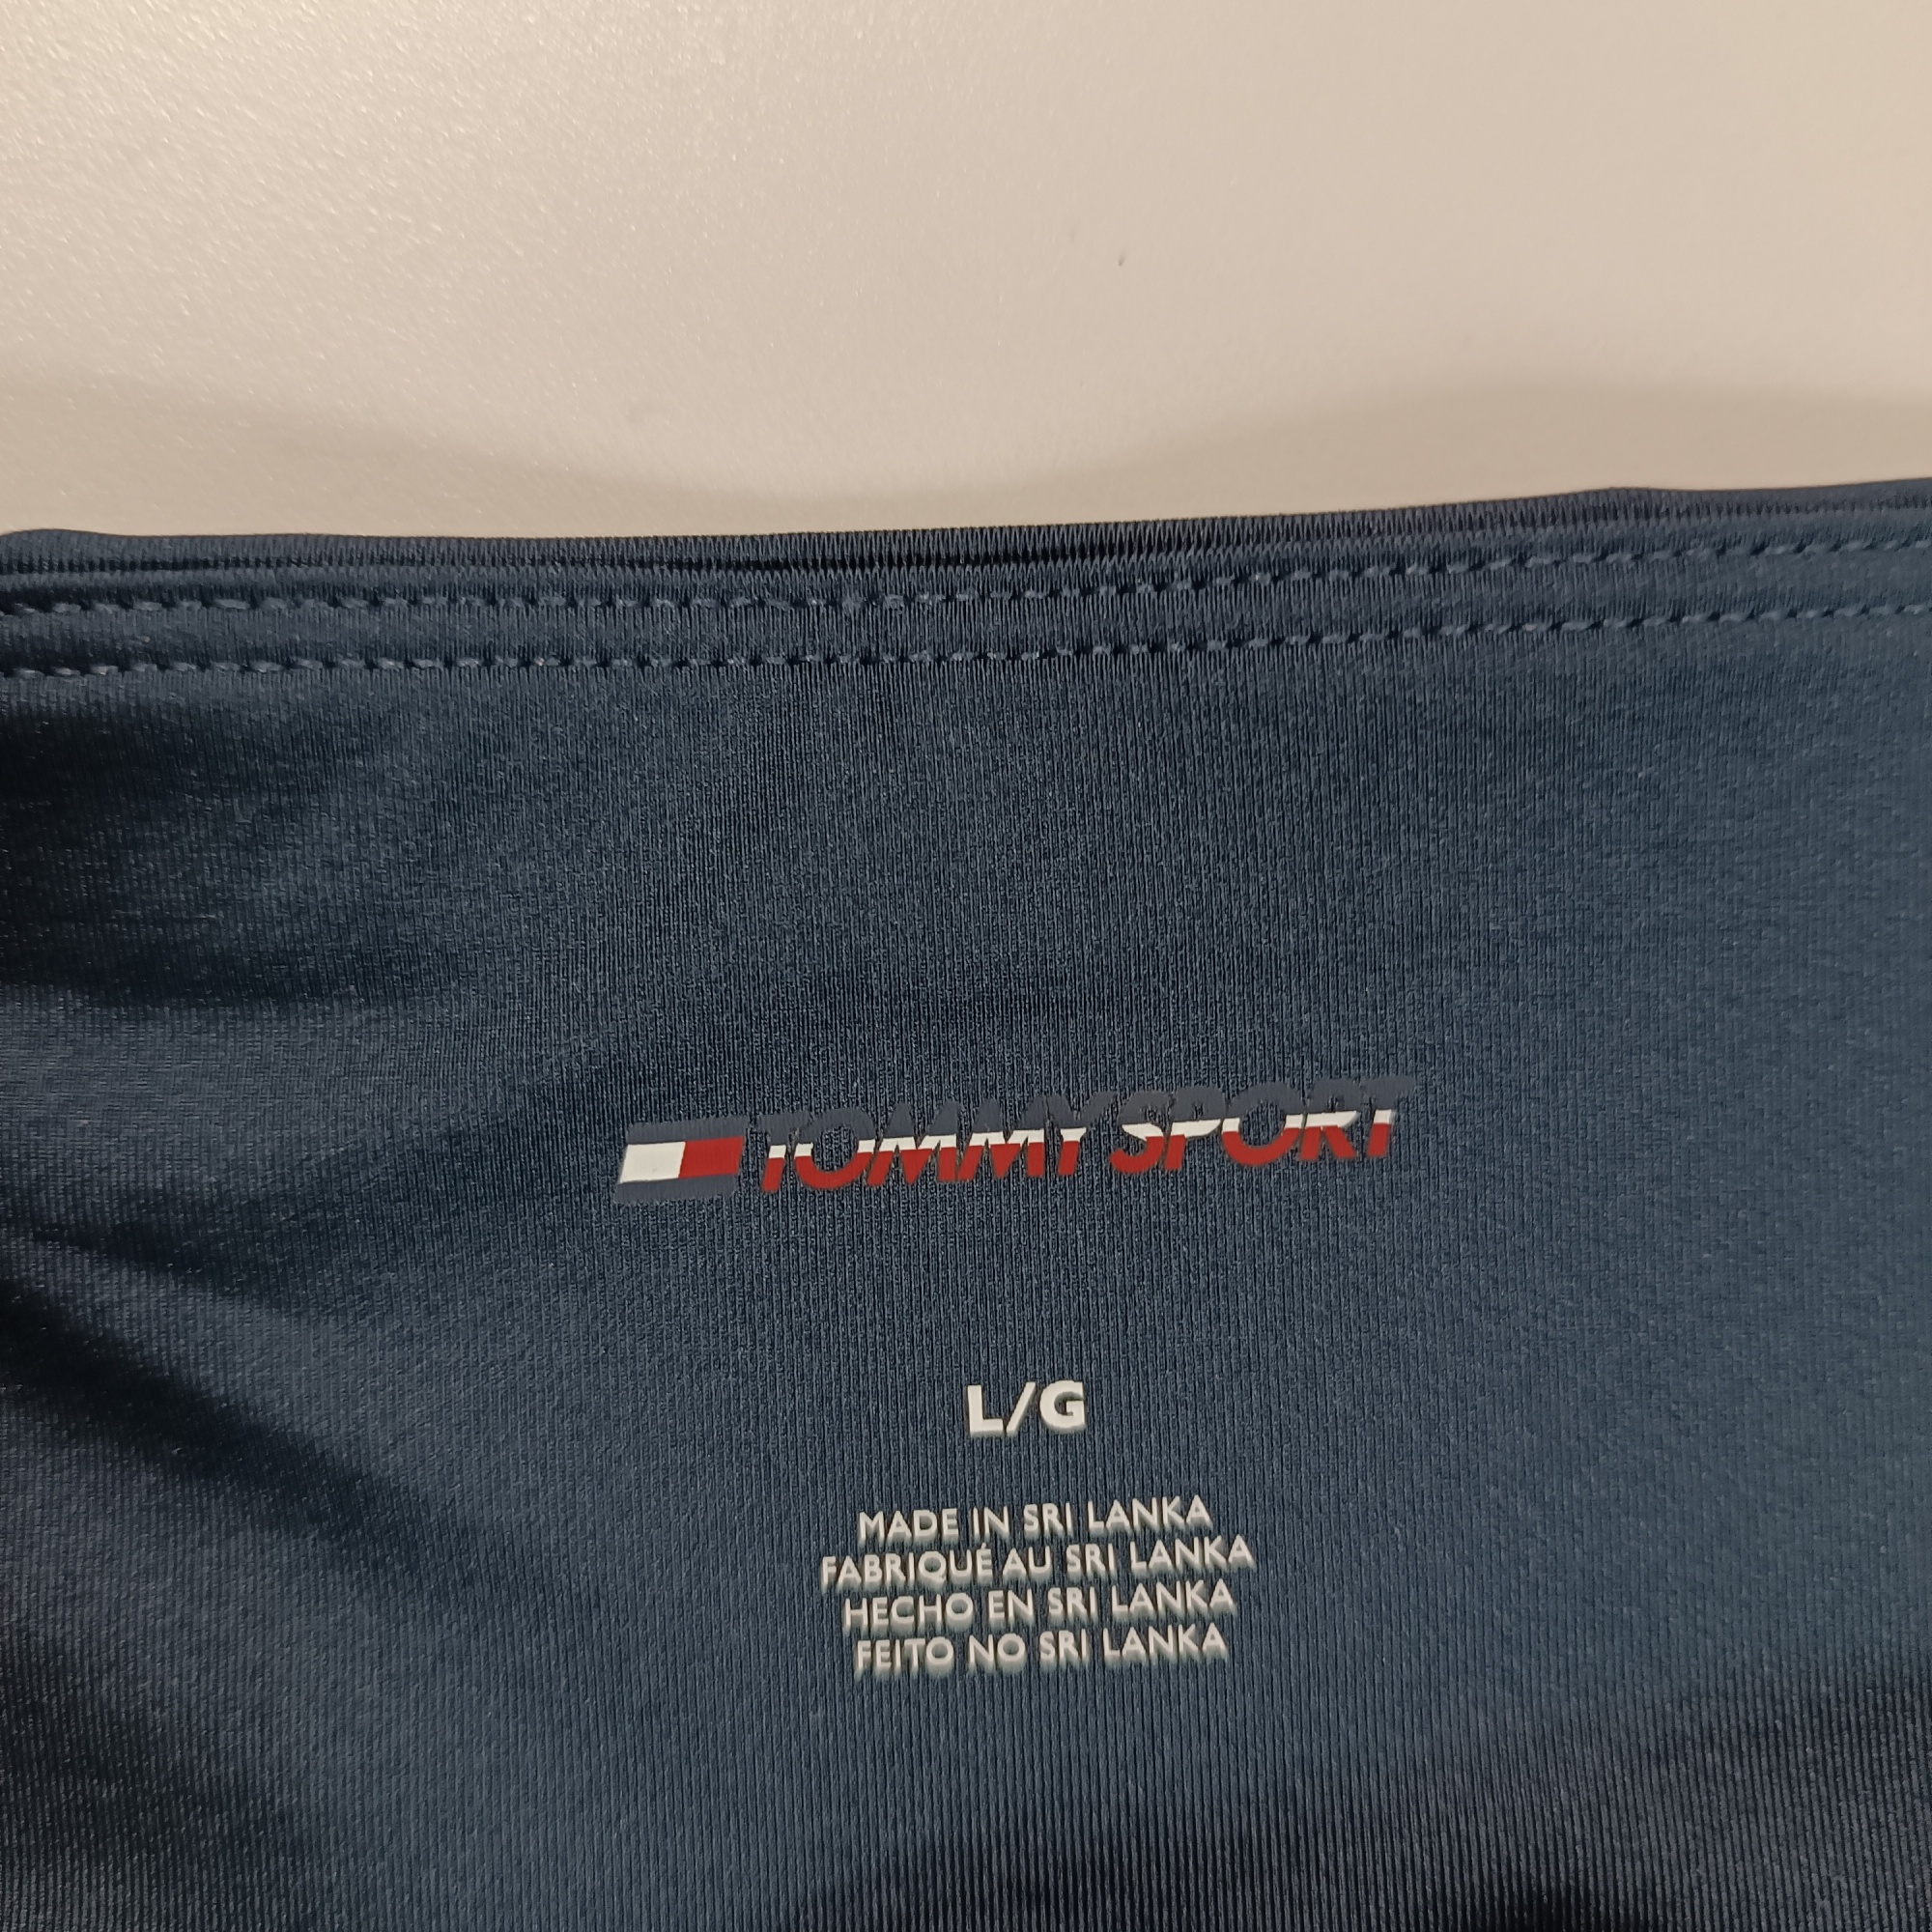 TOMMY SPORT
L/G
MADE IN SRI LANKA
FABRIQUÉ AU SRI LANKA
HECHO EN SRI LANKA
FEITO NO SRI LANKA